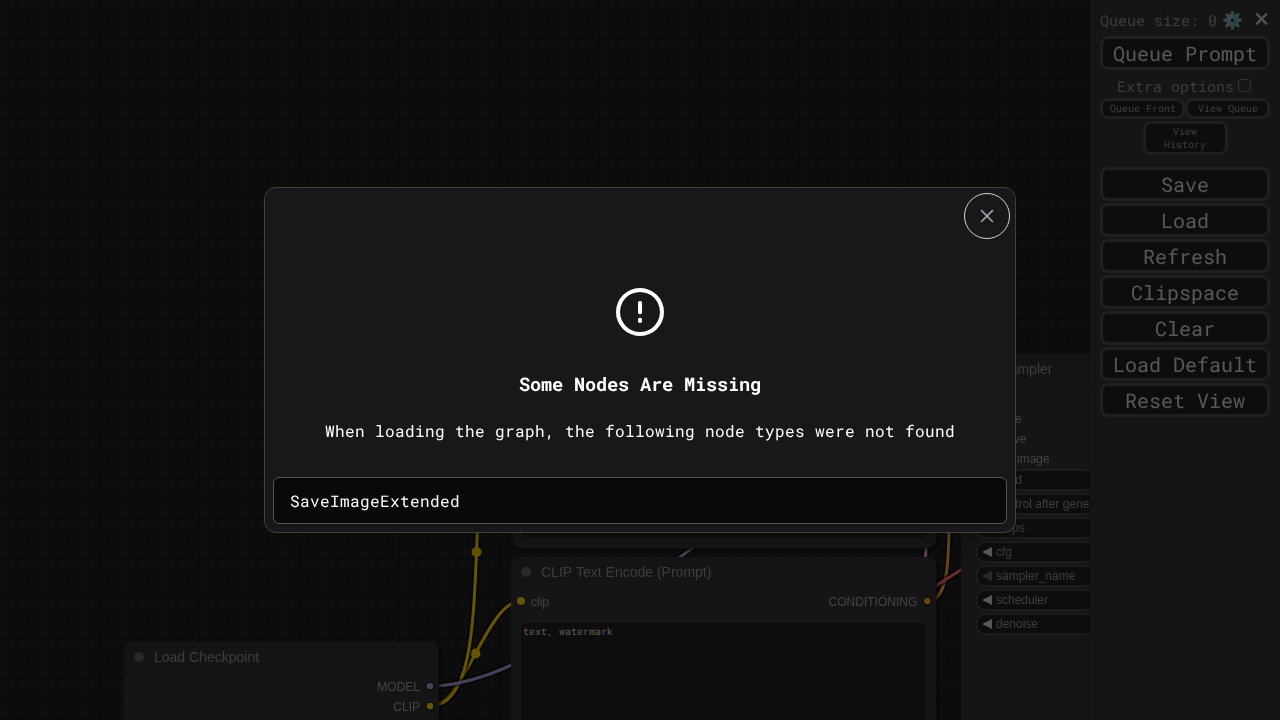 Queue size: 0
Queue Prompt
Extra options
Queue Front
View Queue
View
History
Save
Load
Refresh
Clipspace
Clear
Load Default
Reset View
Some Nodes Are Missing
When loading the graph, the following node types were not found
SaveImageExtended
ampler
e
ve
image
d
trol after gene
ps
cfg
sampler_name
scheduler
denoise
CLIP Text Encode (Prompt)
clip
CONDITIONING
text, watermark
Load Checkpoint
MODEL
CLIP